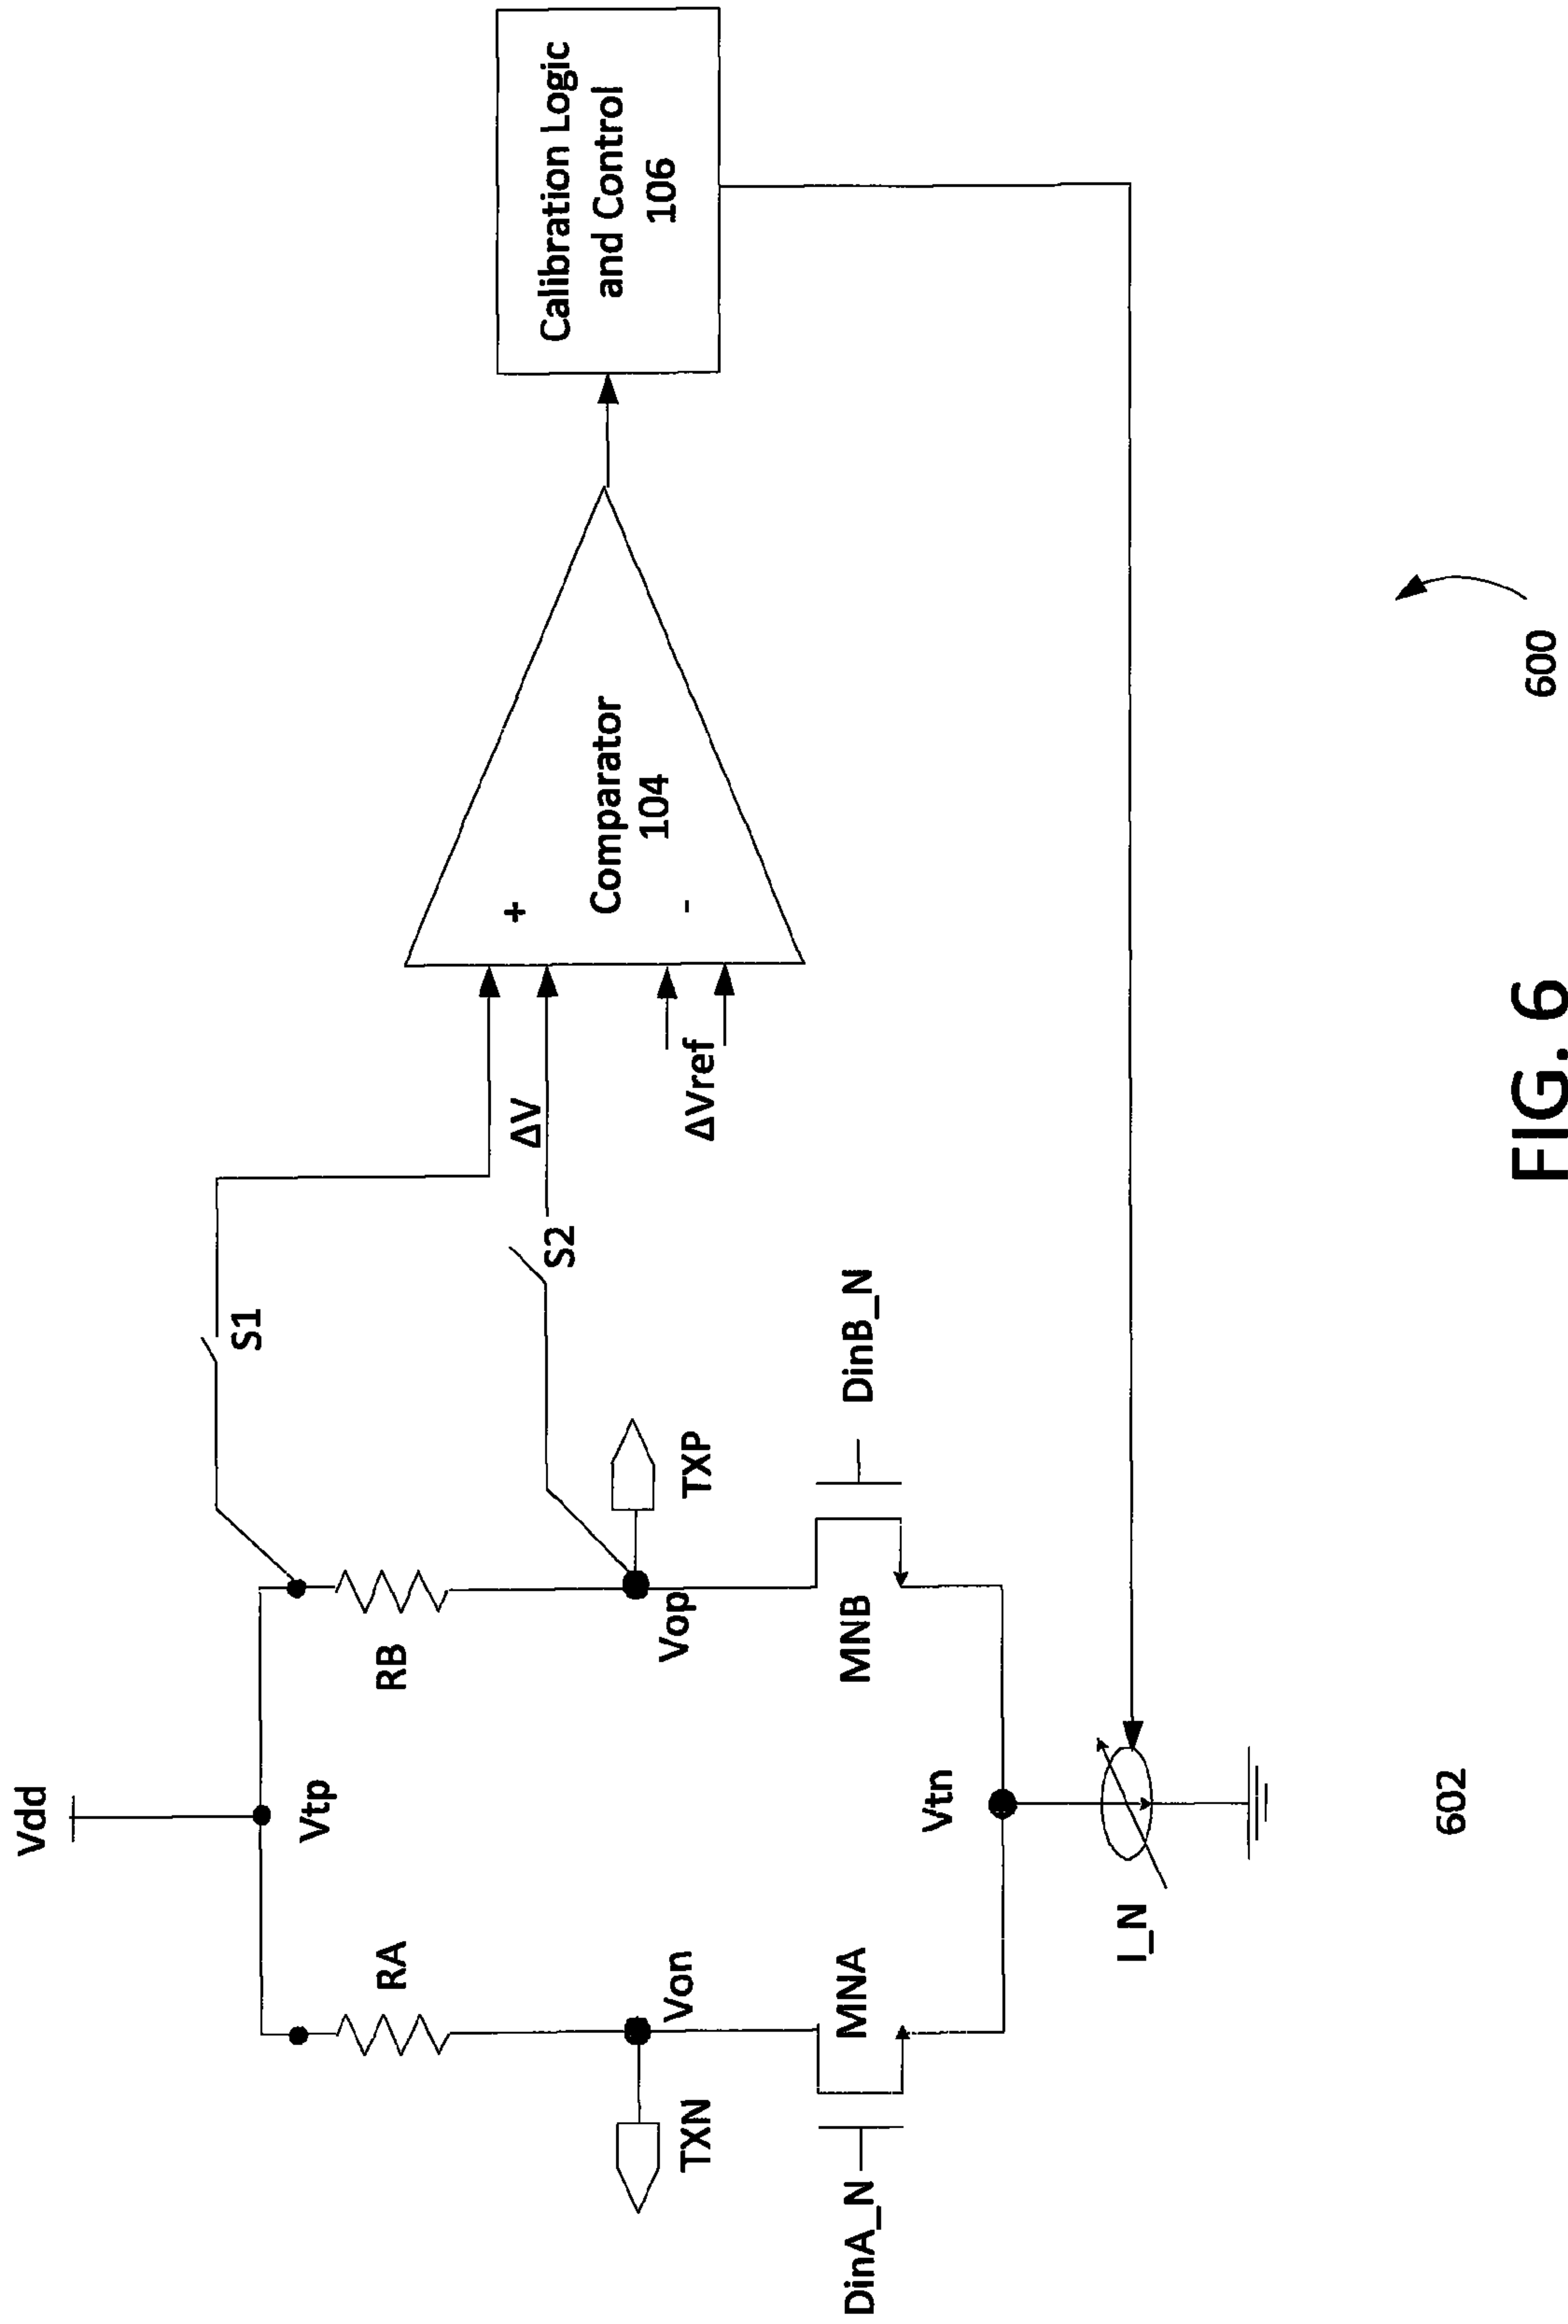 Vdd
Vtp
RA
RB
S1
S2
ΔV
ΔVref
+
-
Comparator
104
Calibration Logic
and Control
106
TXN
Von
Vop
TXP
DinA_N
MNA
MNB
DinB_N
Vtn
I_N
602
600
FIG. 6